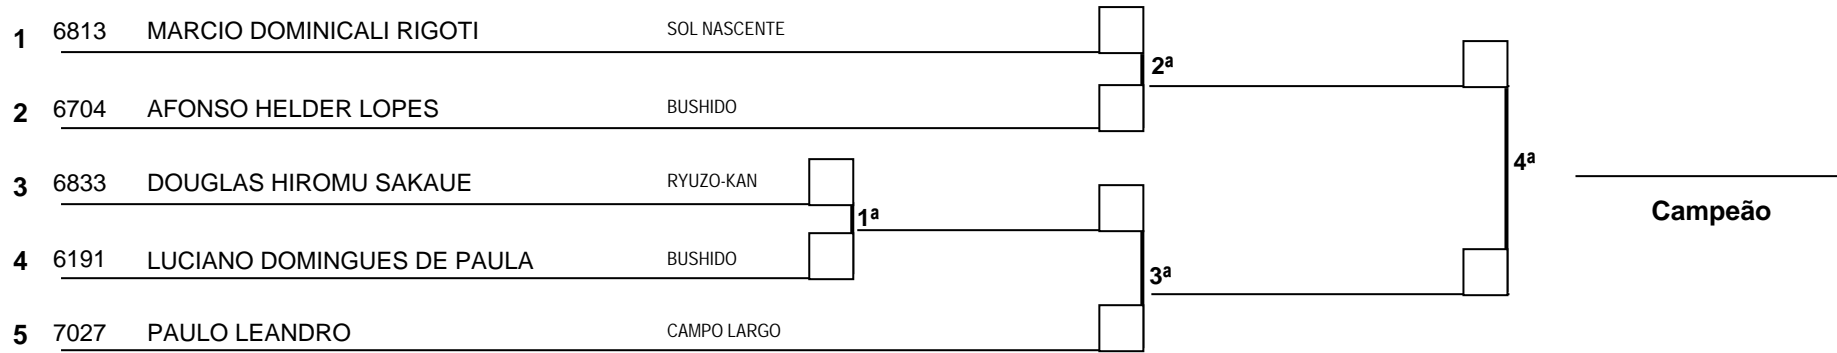 1 6813 MARCIO DOMINICALI RIGOTI SOL NASCENTE
2ª
2 6704 AFONSO HELDER LOPES BUSHIDO
4ª
3 6833 DOUGLAS HIROMU SAKAUE RYUZO-KAN
1ª
Campeão
4 6191 LUCIANO DOMINGUES DE PAULA BUSHIDO
3ª
5 7027 PAULO LEANDRO CAMPO LARGO